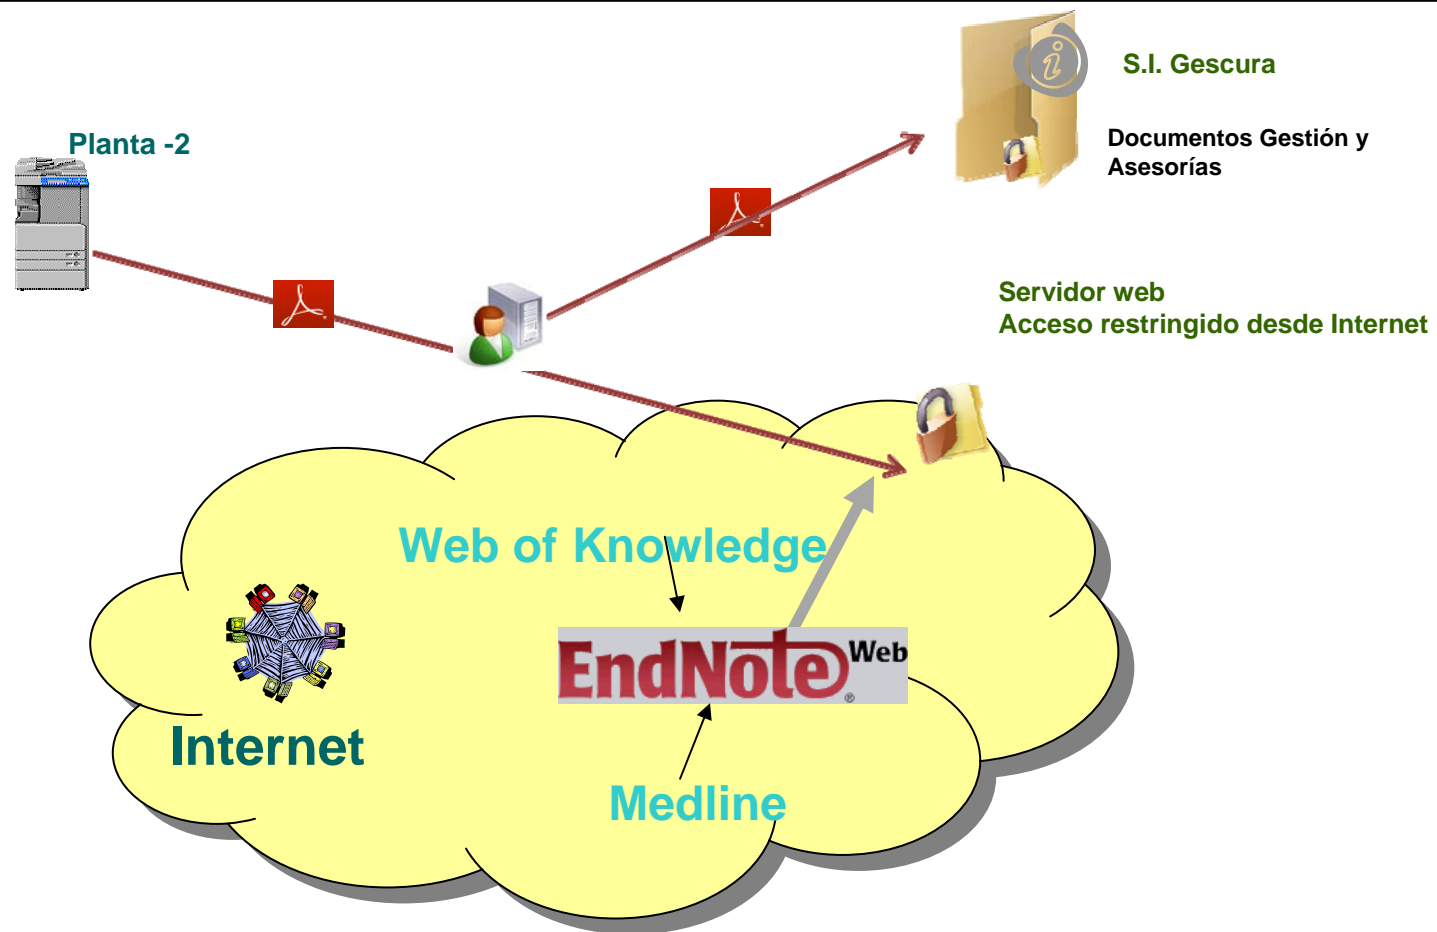 S.I. Gescura
Planta -2
Documentos Gestión y
Asesorías
Servidor web
Acceso restringido desde Internet
Web of Knowledge
EndNote Web
®
Internet
Medline